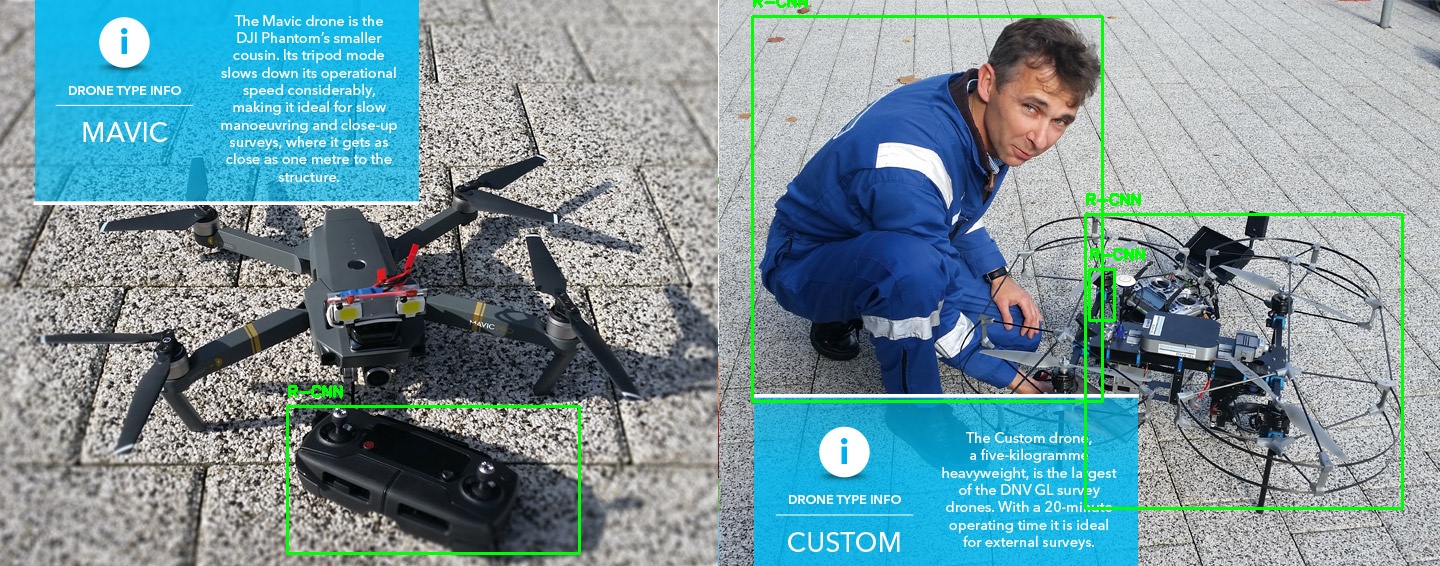 DRONE TYPE INFO
MAVIC
The Mavic drone is the
DJI Phantom's smaller
cousin. Its tripod mode
slows down its operational
speed considerably,
making it ideal for slow
manoeuvring and close-up
surveys, where it gets as
close as one metre to the
structure.
MAVIC
R-CNN
R-CNN
R-CNN
R-CNN
DRONE TYPE INFO
CUSTOM
The Custom drone,
a five-kilogramme
heavyweight, is the largest
of the DNV GL survey
drones. With a 20-minute
operating time it is ideal
for external surveys.